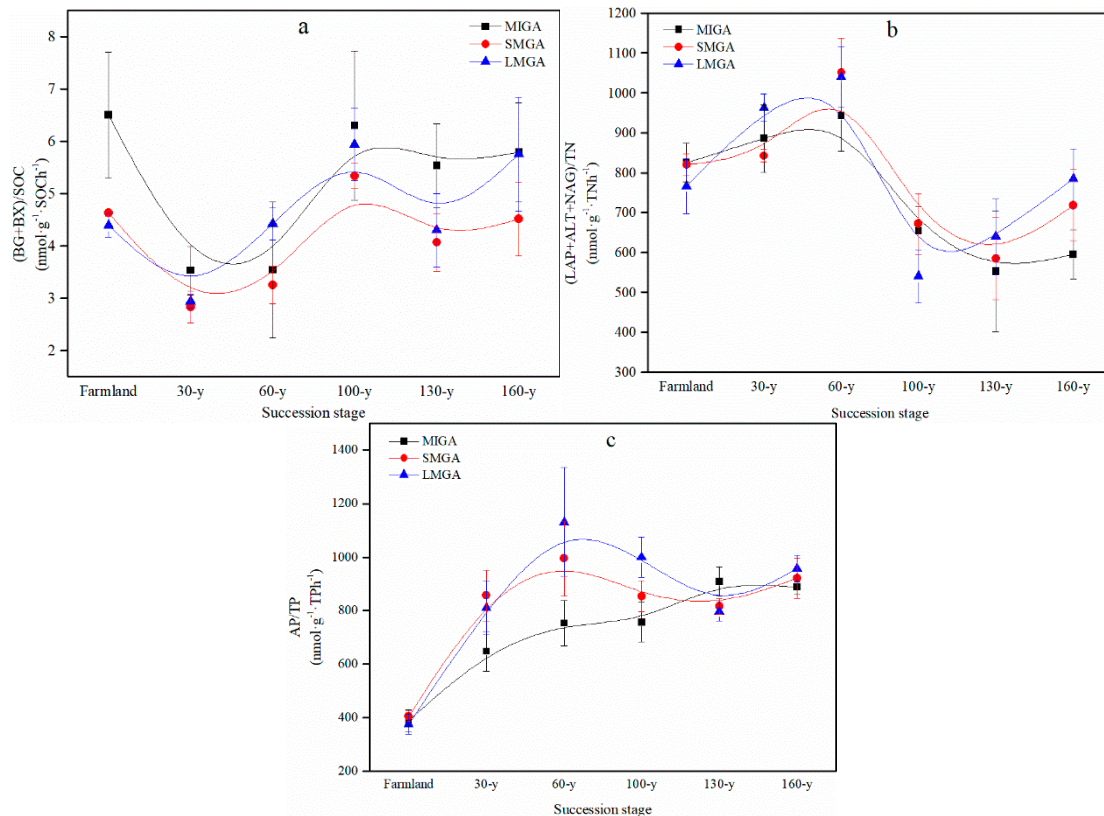 a
MIGA
SMGA
LMGA
8
7
6
5
4
3
2
(BG+BX)/SOC
(nmol·g⁻¹·SOCh⁻¹)
Farmland 30-y 60-y 100-y 130-y 160-y
Succession stage
b
MIGA
SMGA
LMGA
1200
1100
1000
900
800
700
600
500
400
300
(LAP+ALT+NAG)/TN
(nmol·g⁻¹·TNh⁻¹)
Farmland 30-y 60-y 100-y 130-y 160-y
Succession stage
c
MIGA
SMGA
LMGA
1400
1200
1000
800
600
400
200
AP/TP
(nmol·g⁻¹·TPh⁻¹)
Farmland 30-y 60-y 100-y 130-y 160-y
Succession stage